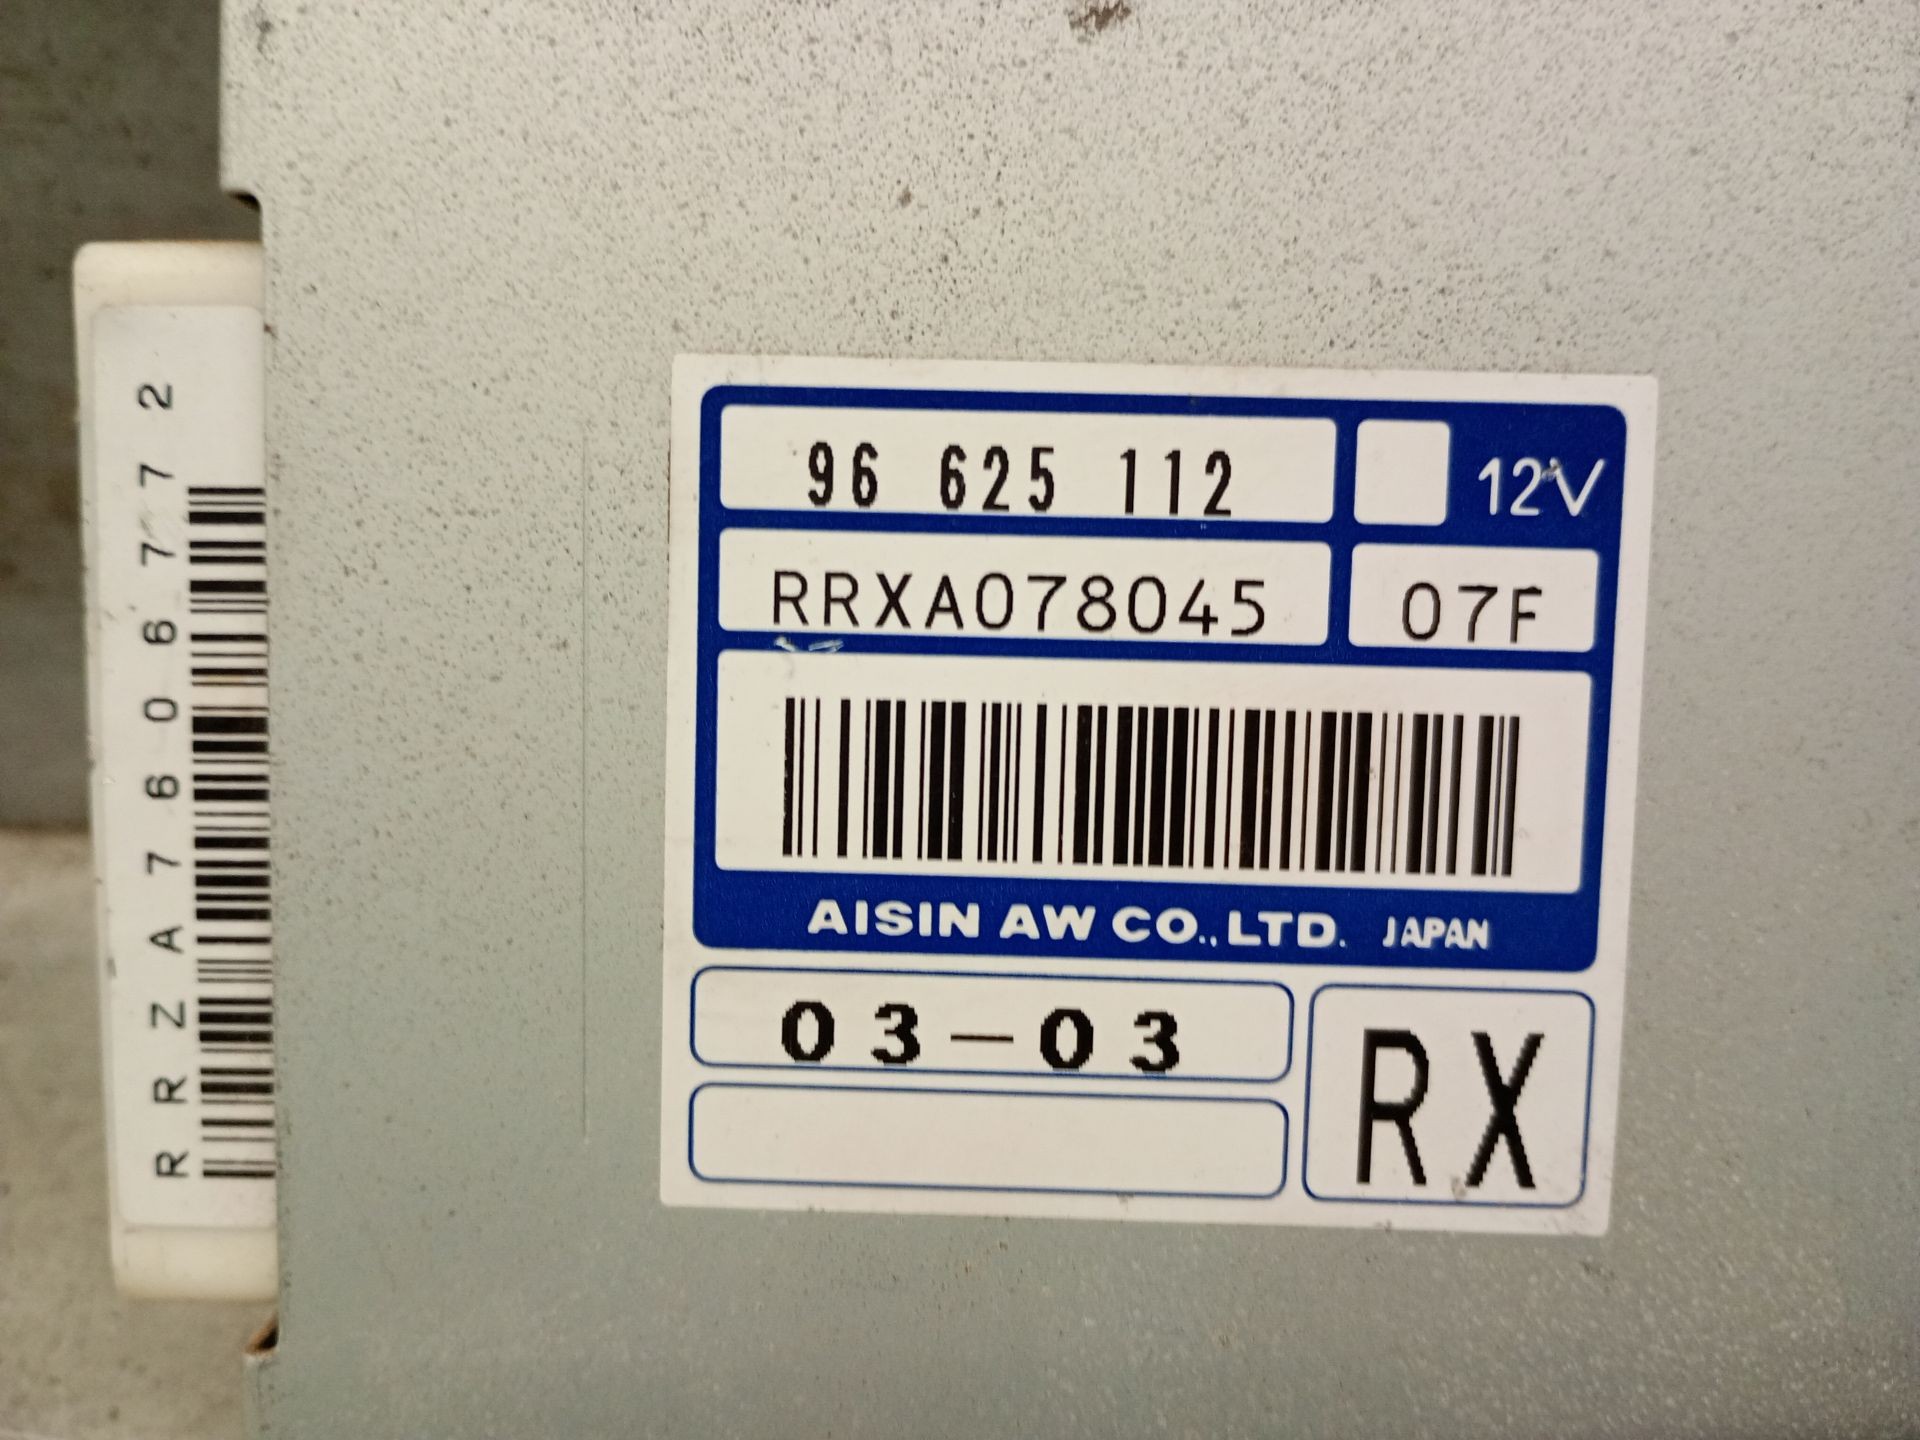 96 625 112
12V
RRXA078045
07F
AISIN AW CO., LTD. JAPAN
03-03
RX
RRZA7606772